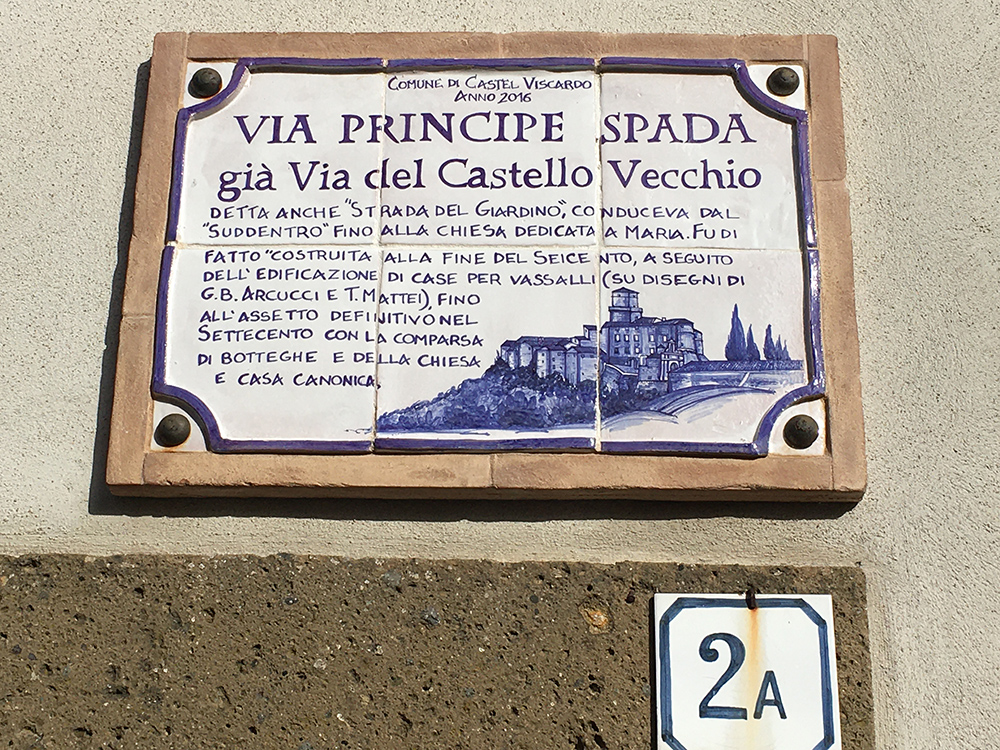 COMUNE DI CASTEL VISCARDO
ANNO 2016
VIA PRINCIPE SPADA
già Via del Castello Vecchio
DETTA ANCHE "STRADA DEL GIARDINO", CONDUCEVA DAL
"SUDDENTRO" FINO ALLA CHIESA DEDICATA A MARIA. FU DI
FATTO "COSTRUITA ALLA FINE DEL SEICENTO, A SEGUITO
DELL'EDIFICAZIONE DI CASE PER VASSALLI (SU DISEGNI DI
G.B. ARCUCCI E T. MATTEI), FINO
ALL'ASSETTO DEFINITIVO NEL
SETTECENTO CON LA COMPARSA
DI BOTTEGHE E DELLA CHIESA
E CASA CANONICA.
2A